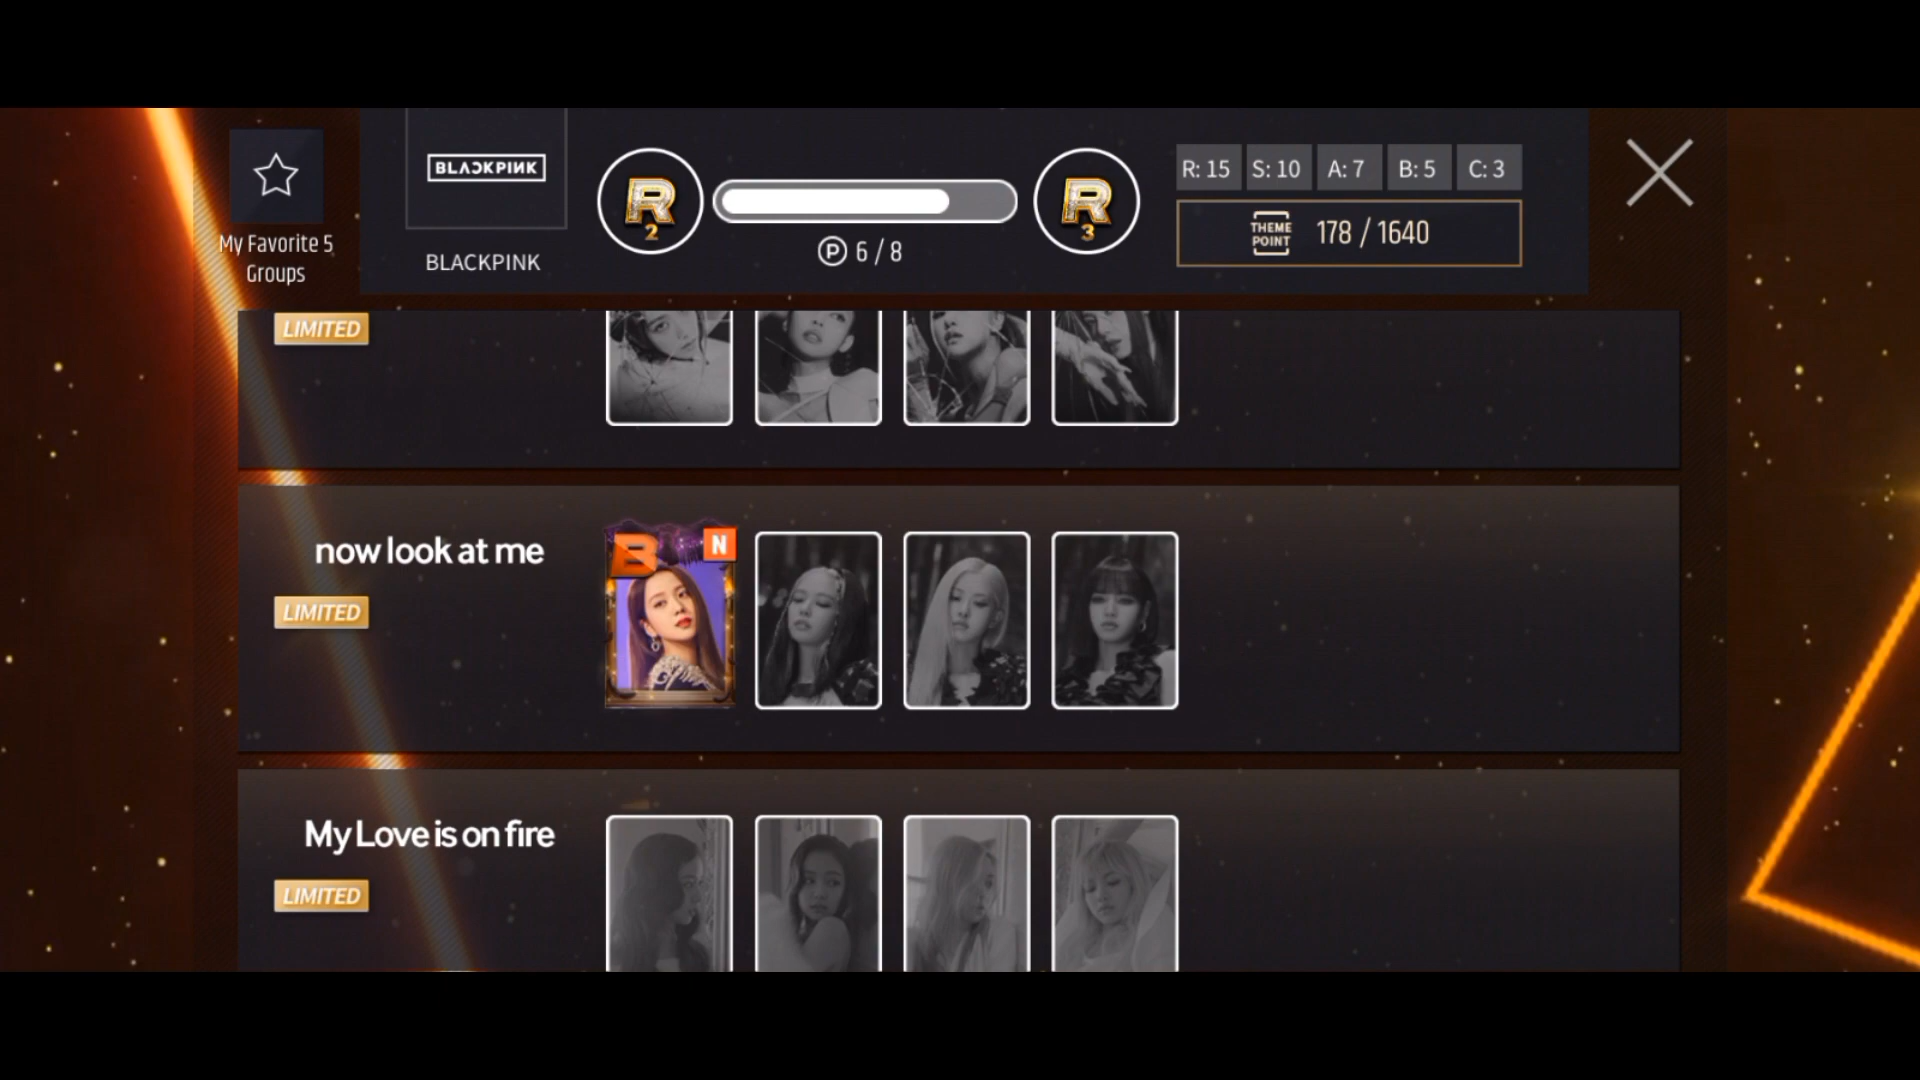 My Favorite 5
Groups
BLACKPINK
BLACKPINK
R
2
P 6 / 8
R
3
R: 15 S: 10 A: 7 B: 5 C: 3
THEME
POINT
178 / 1640
LIMITED
now look at me
LIMITED
B
N
My Love is on fire
LIMITED